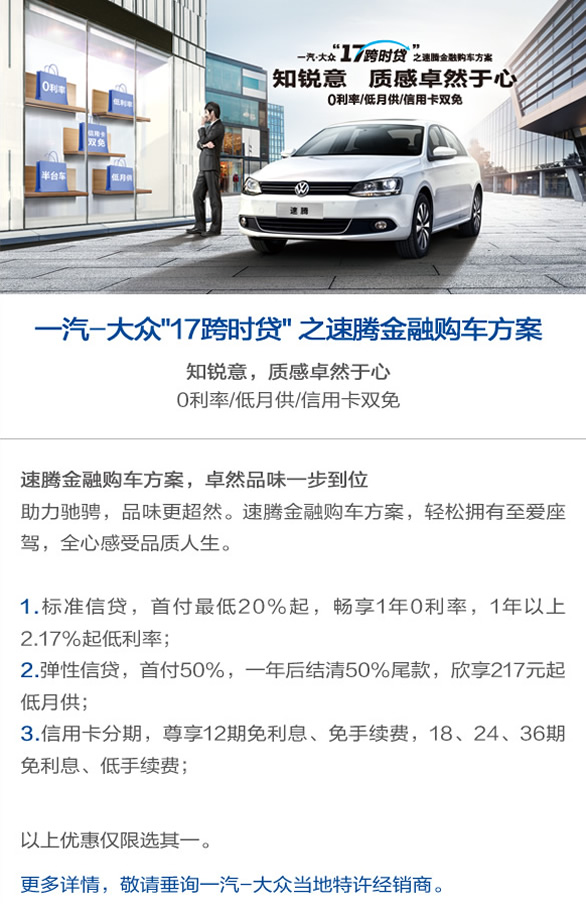 一汽-大众“17跨时贷”之速腾金融购车方案
知锐意 质感卓然于心
0利率/低月供/信用卡双免
0利率
低利率
信用卡
双免
半台车
低月供
速腾
一汽-大众"17跨时贷" 之速腾金融购车方案
知锐意，质感卓然于心
0利率/低月供/信用卡双免
速腾金融购车方案，卓然品味一步到位
助力驰骋，品味更超然。速腾金融购车方案，轻松拥有至爱座
驾，全心感受品质人生。
1.标准信贷，首付最低20%起，畅享1年0利率，1年以上
2.17%起低利率；
2.弹性信贷，首付50%，一年后结清50%尾款，欣享217元起
低月供；
3.信用卡分期，尊享12期免利息、免手续费，18、24、36期
免利息、低手续费；
以上优惠仅限选其一。
更多详情，敬请垂询一汽-大众当地特许经销商。